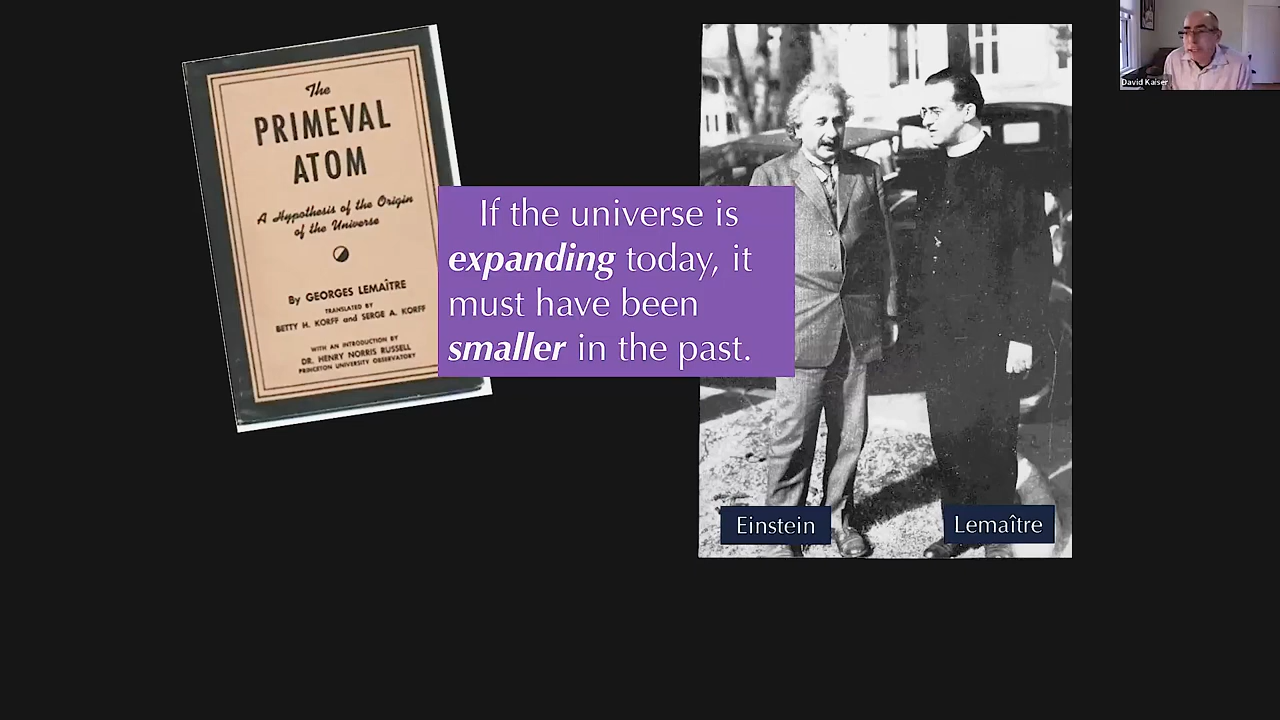 The
PRIMEVAL
ATOM
A Hypothesis of the Origin
of the Universe
By GEORGES LEMAÎTRE
TRANSLATED BY
BETTY H. KORFF and SERGE A. KORFF
WITH AN INTRODUCTION BY
DR. HENRY NORRIS RUSSELL
PRINCETON UNIVERSITY OBSERVATORY
If the universe is
expanding today, it
must have been
smaller in the past.
Einstein
Lemaître
David Kaiser